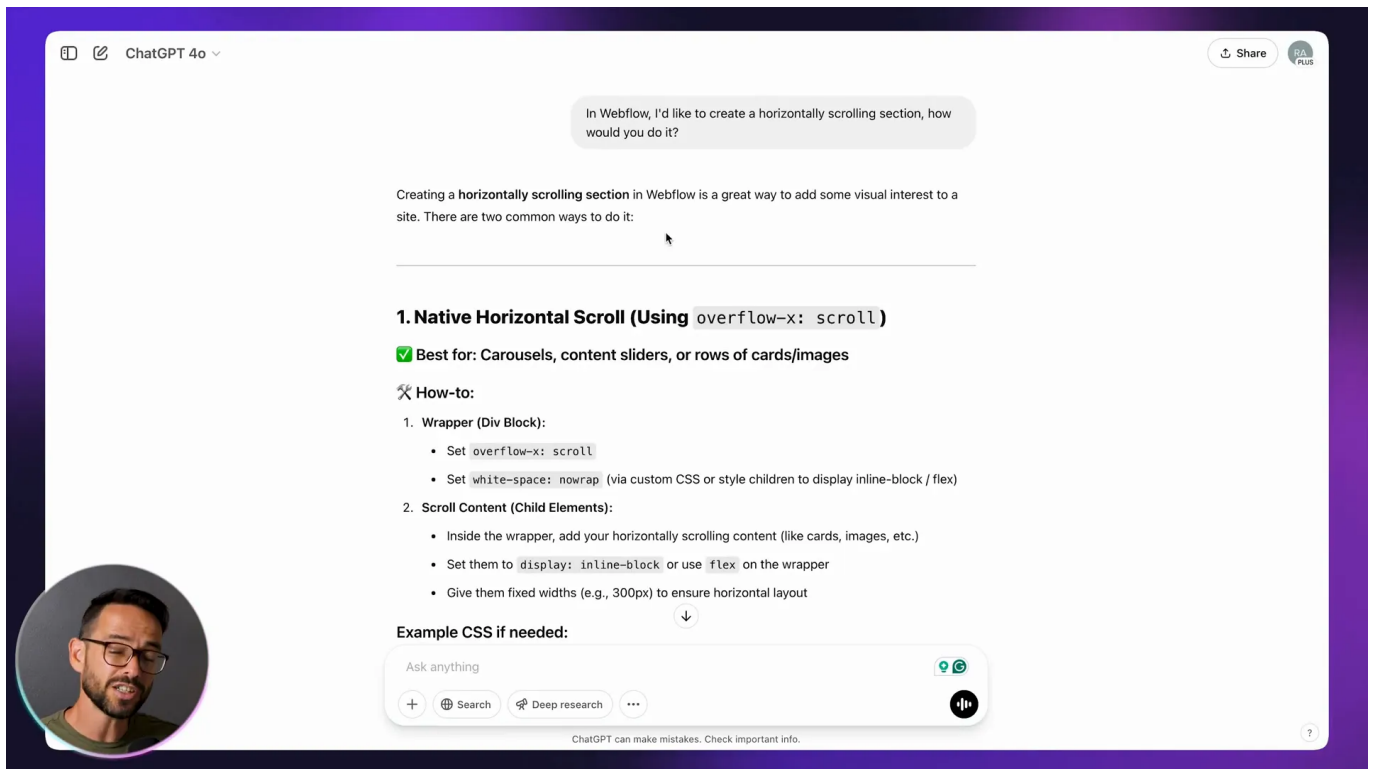 ChatGPT 4o
Share
RA
PLUS
In Webflow, I'd like to create a horizontally scrolling section, how
would you do it?
Creating a horizontally scrolling section in Webflow is a great way to add some visual interest to a
site. There are two common ways to do it:
1. Native Horizontal Scroll (Using overflow-x: scroll)
✅ Best for: Carousels, content sliders, or rows of cards/images
🛠 How-to:
1. Wrapper (Div Block):
• Set overflow-x: scroll
• Set white-space: nowrap (via custom CSS or style children to display inline-block / flex)
2. Scroll Content (Child Elements):
• Inside the wrapper, add your horizontally scrolling content (like cards, images, etc.)
• Set them to display: inline-block or use flex on the wrapper
• Give them fixed widths (e.g., 300px) to ensure horizontal layout
Example CSS if needed:
Ask anything
Search
Deep research
ChatGPT can make mistakes. Check important info.
?